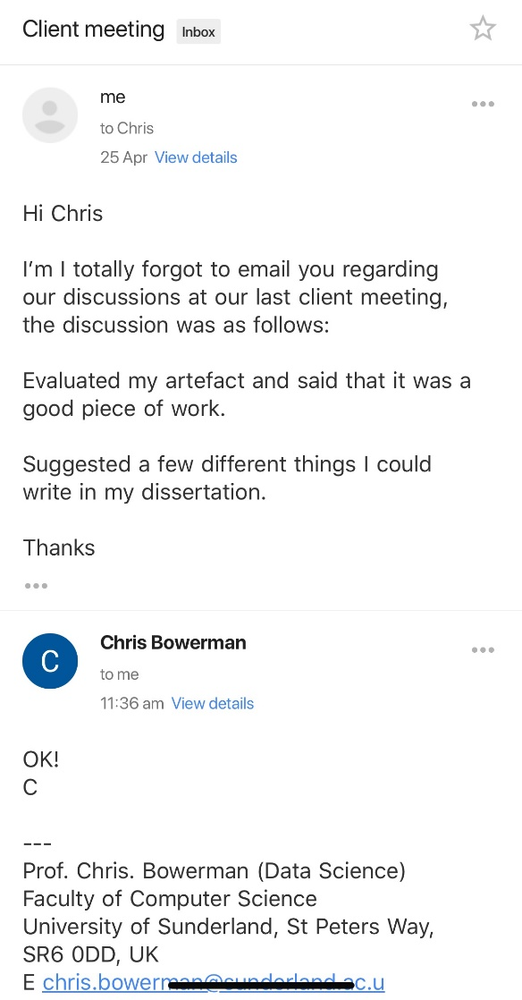 Client meeting Inbox
me
to Chris
25 Apr View details
Hi Chris
I'm I totally forgot to email you regarding
our discussions at our last client meeting,
the discussion was as follows:
Evaluated my artefact and said that it was a
good piece of work.
Suggested a few different things I could
write in my dissertation.
Thanks
C
Chris Bowerman
to me
11:36 am View details
OK!
C
---
Prof. Chris. Bowerman (Data Science)
Faculty of Computer Science
University of Sunderland, St Peters Way,
SR6 0DD, UK
E